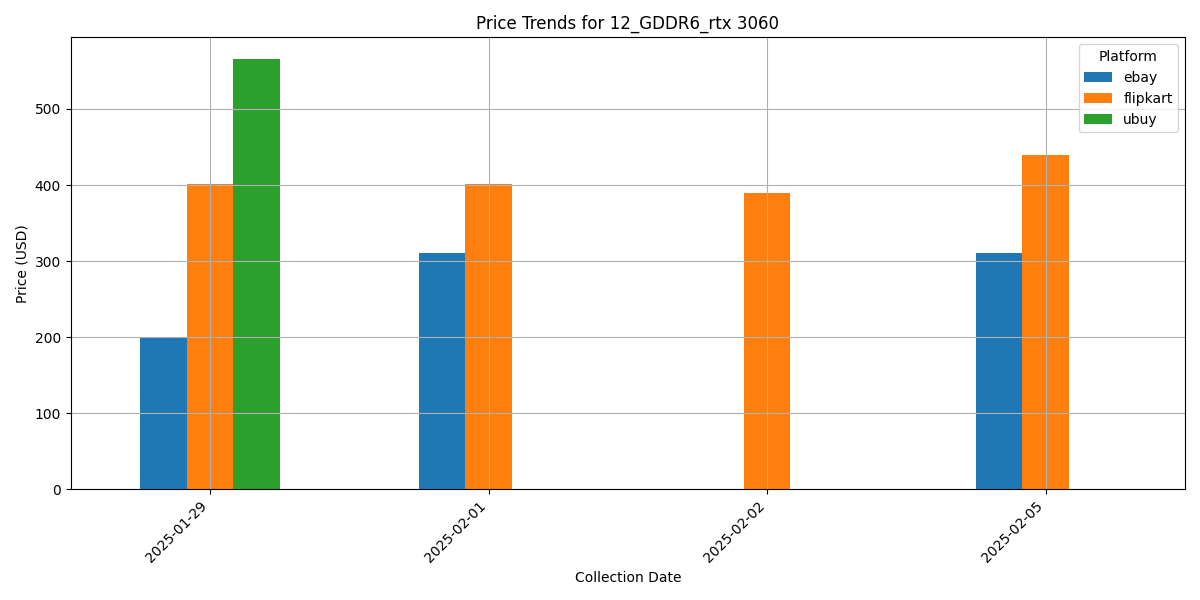 Price Trends for 12_GDDR6_rtx 3060
Platform
ebay
flipkart
ubuy
Price (USD)
500
400
300
200
100
0
2025-01-29
2025-02-01
2025-02-02
2025-02-05
Collection Date